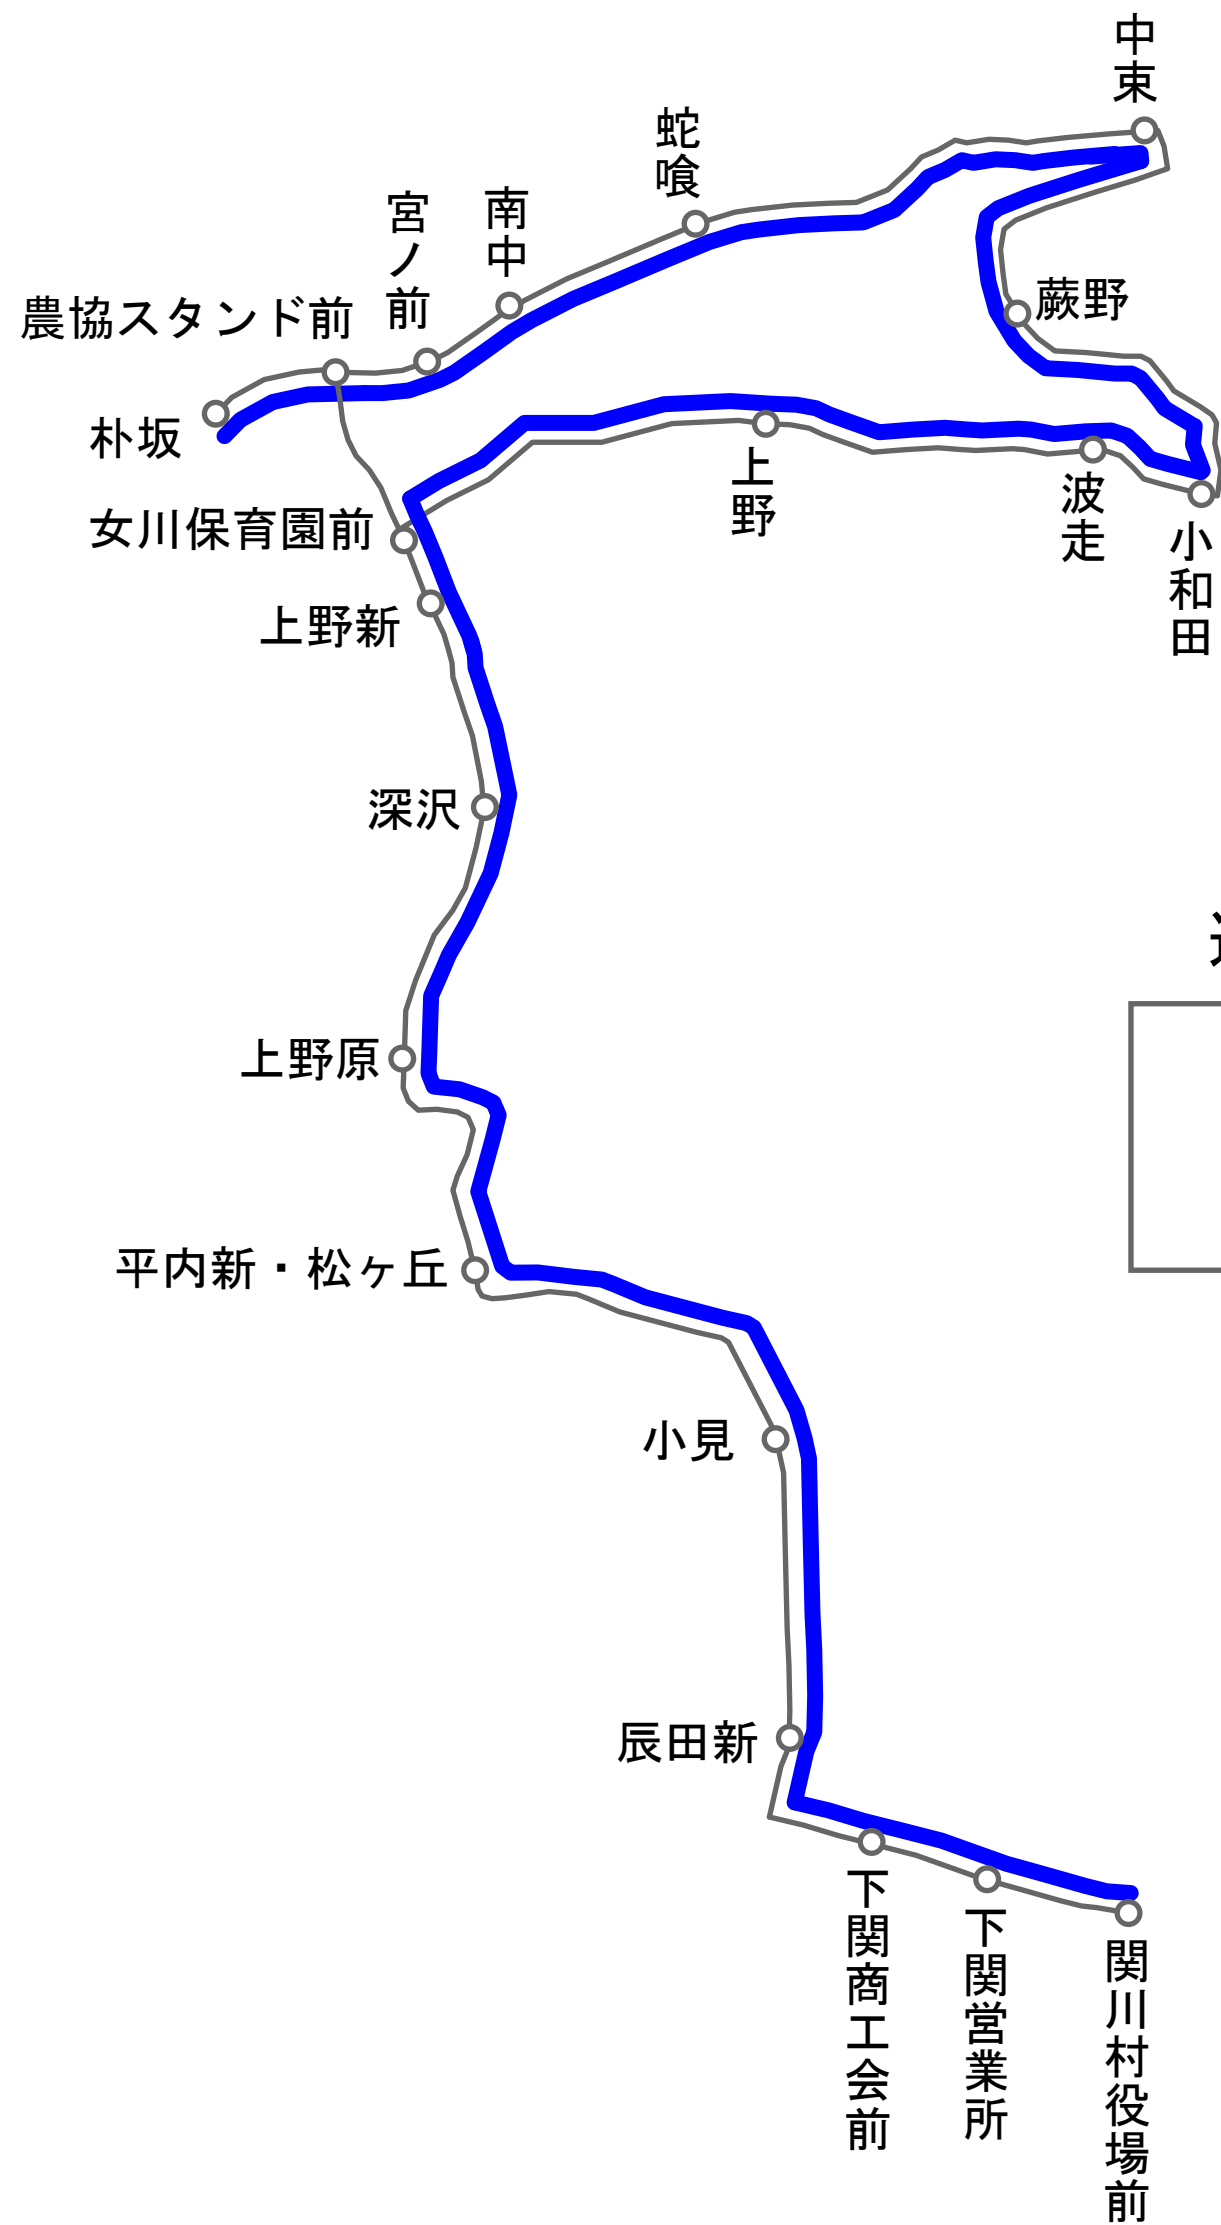 中東
蛇喰
南中
宮ノ前
農協スタンド前
蕨野
朴坂
上野
波走
女川保育園前
小和田
上野新
深沢
上野原
平内新・松ヶ丘
小見
辰田新
下関商工会前
下関営業所
関川村役場前